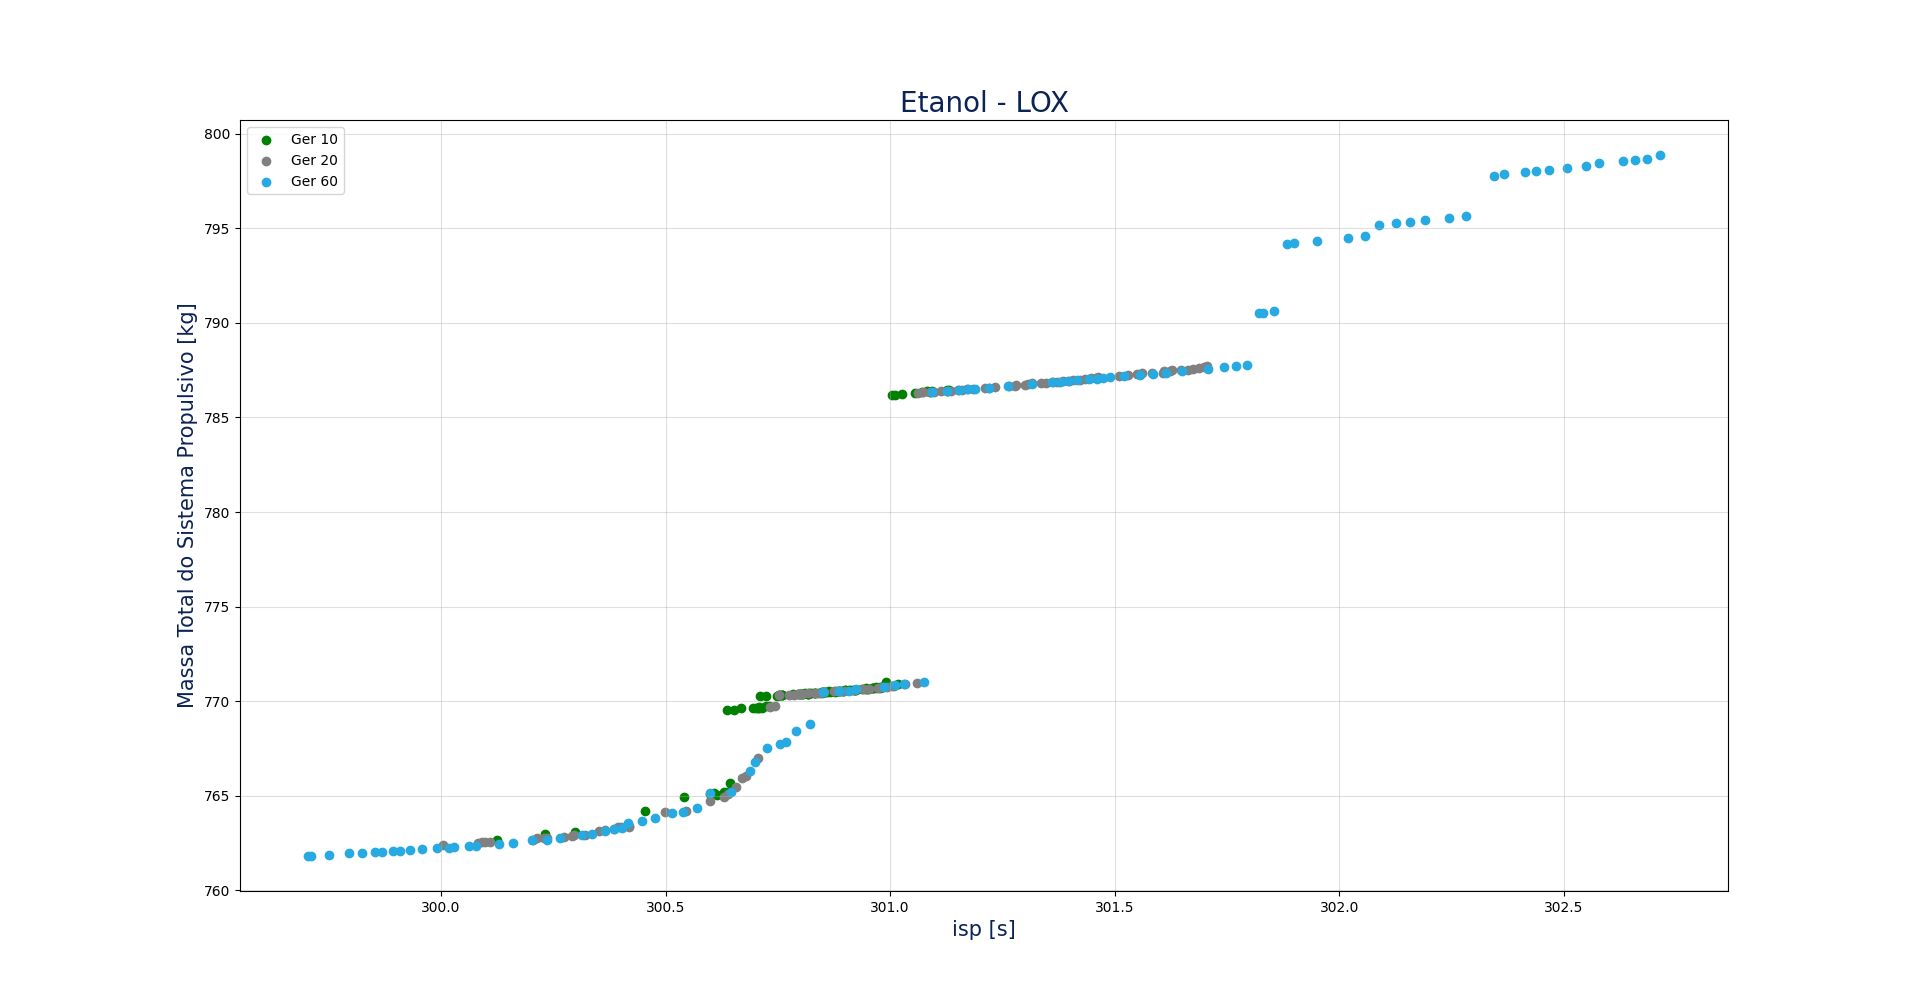 Etanol - LOX
Ger 10
Ger 20
Ger 60
Massa Total do Sistema Propulsivo [kg]
800
795
790
785
780
775
770
765
760
300.0 300.5 301.0 301.5 302.0 302.5
isp [s]